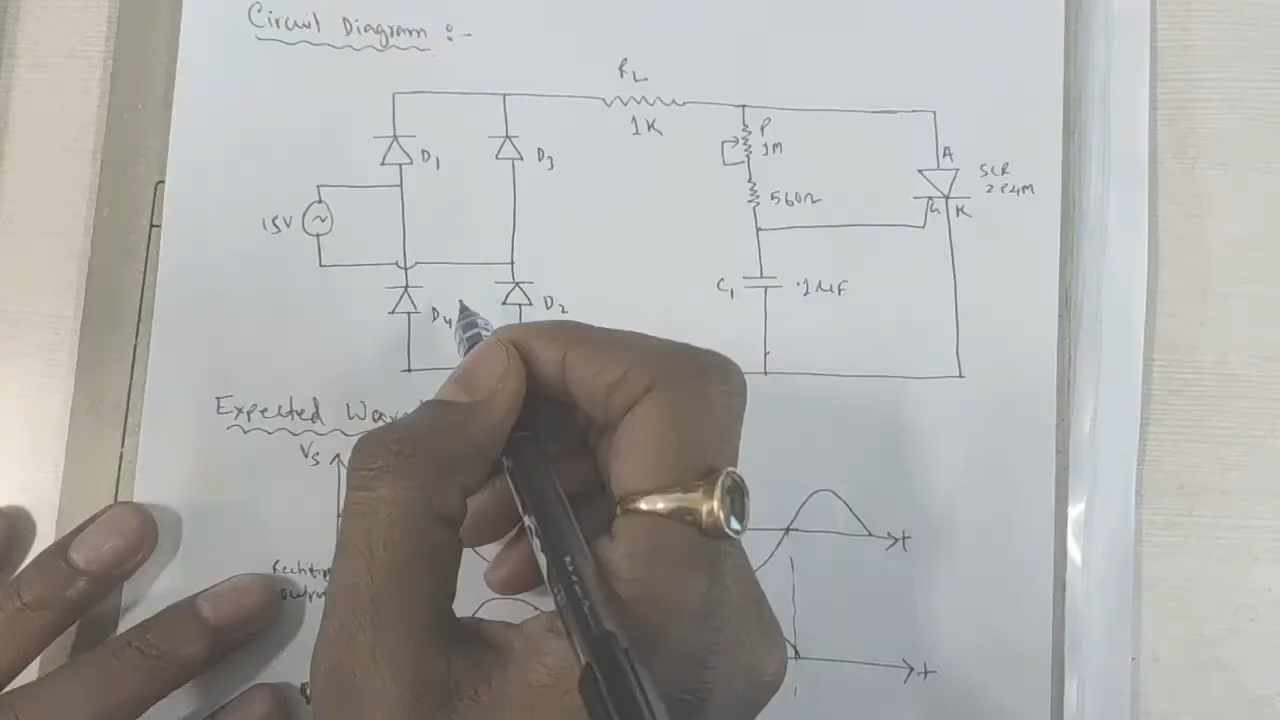 Circuit Diagram :-
RL
1K
P
1M
D1
D3
A
SCR
2P4M
560Ω
G
K
15V
~
C1
.1µF
D4
D2
Expected
Vs
t
t